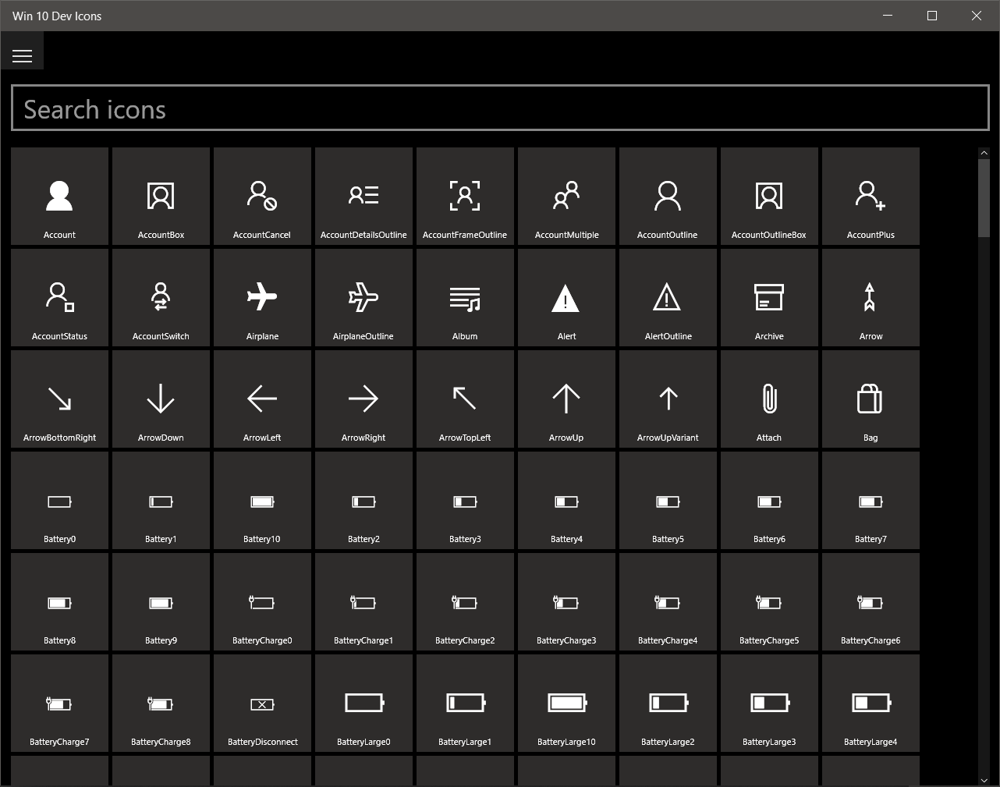 Win 10 Dev Icons
Search icons
Account AccountBox AccountCancel AccountDetailsOutline AccountFrameOutline AccountMultiple AccountOutline AccountOutlineBox AccountPlus
AccountStatus AccountSwitch Airplane AirplaneOutline Album Alert AlertOutline Archive Arrow
ArrowBottomRight ArrowDown ArrowLeft ArrowRight ArrowTopLeft ArrowUp ArrowUpVariant Attach Bag
Battery0 Battery1 Battery10 Battery2 Battery3 Battery4 Battery5 Battery6 Battery7
Battery8 Battery9 BatteryCharge0 BatteryCharge1 BatteryCharge2 BatteryCharge3 BatteryCharge4 BatteryCharge5 BatteryCharge6
BatteryCharge7 BatteryCharge8 BatteryDisconnect BatteryLarge0 BatteryLarge1 BatteryLarge10 BatteryLarge2 BatteryLarge3 BatteryLarge4